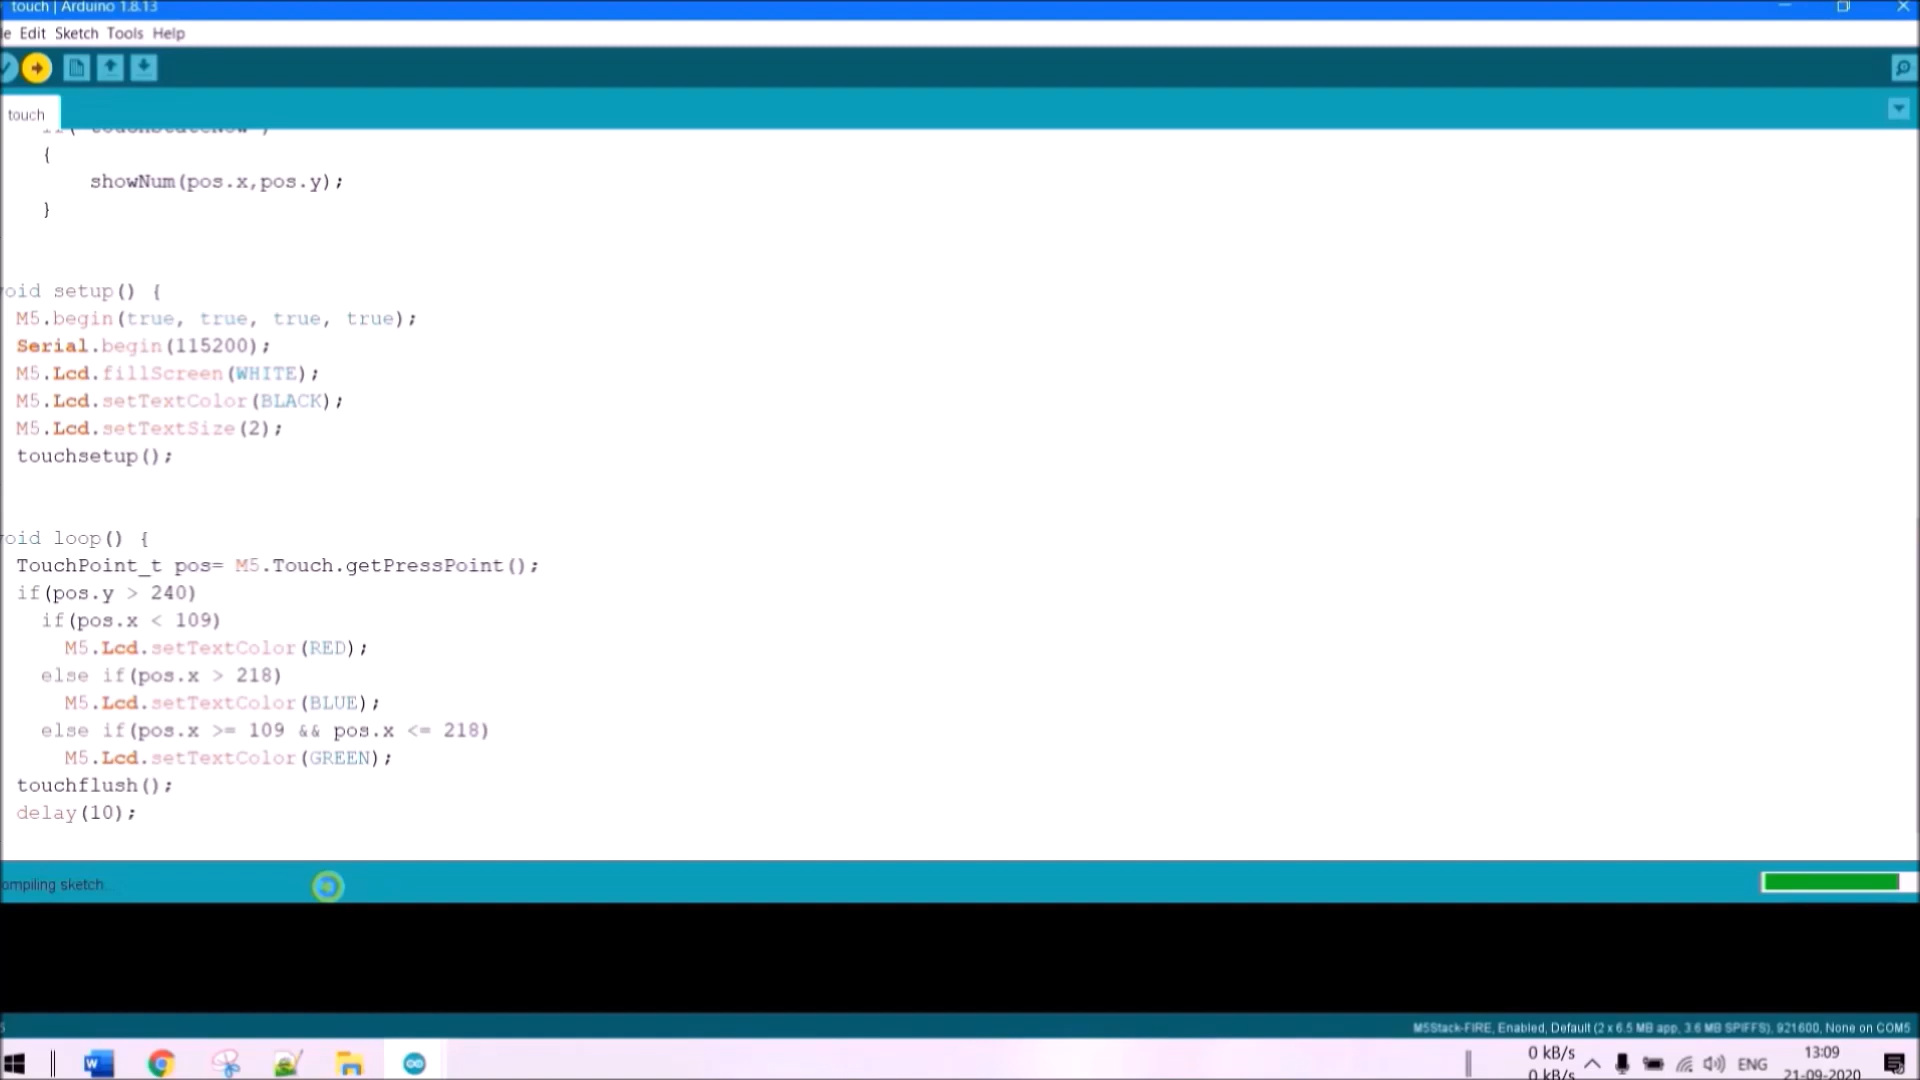 touch | Arduino 1.8.13
e Edit Sketch Tools Help
touch
{
showNum(pos.x,pos.y);
}
oid setup() {
M5.begin(true, true, true, true);
Serial.begin(115200);
M5.Lcd.fillScreen(WHITE);
M5.Lcd.setTextColor(BLACK);
M5.Lcd.setTextSize(2);
touchsetup();
oid loop() {
TouchPoint_t pos= M5.Touch.getPressPoint();
if(pos.y > 240)
if(pos.x < 109)
M5.Lcd.setTextColor(RED);
else if(pos.x > 218)
M5.Lcd.setTextColor(BLUE);
else if(pos.x >= 109 && pos.x <= 218)
M5.Lcd.setTextColor(GREEN);
touchflush();
delay(10);
ompiling sketch...
M5Stack-FIRE, Enabled, Default (2 x 6.5 MB app, 3.6 MB SPIFFS), 921600, None on COM5
0 kB/s
0 kB/s
ENG
13:09
21-09-2020